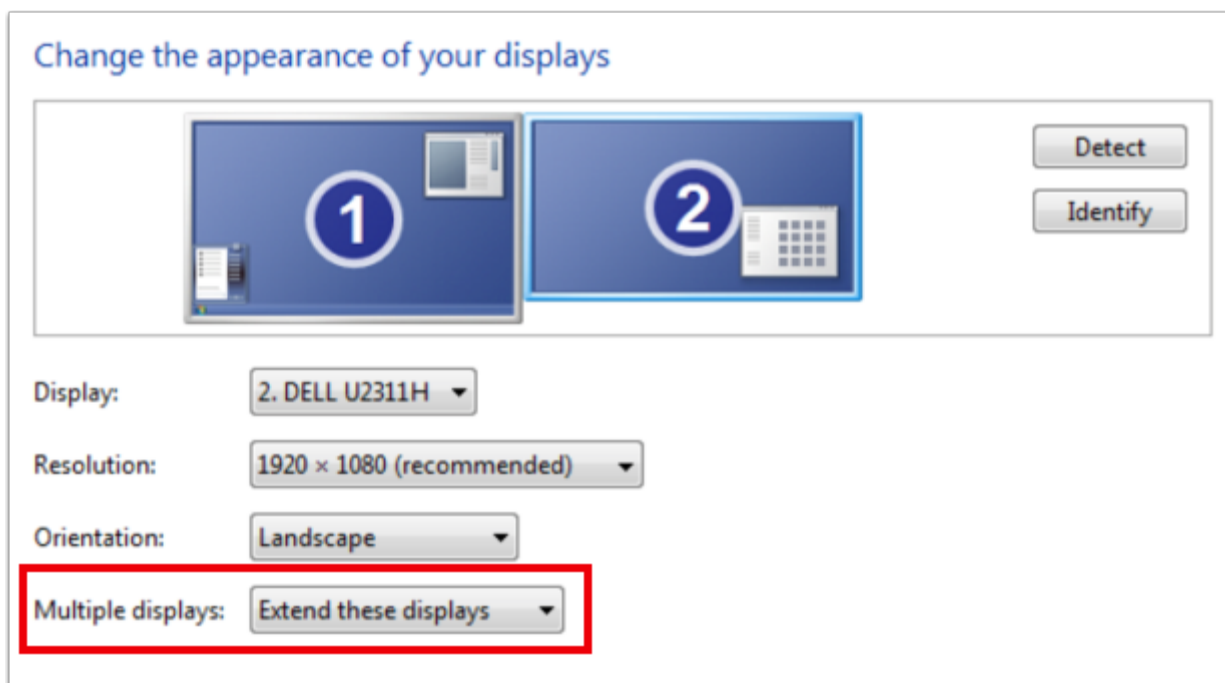 Change the appearance of your displays
1
2
Detect
Identify
Display:
2. DELL U2311H
Resolution:
1920 × 1080 (recommended)
Orientation:
Landscape
Multiple displays:
Extend these displays